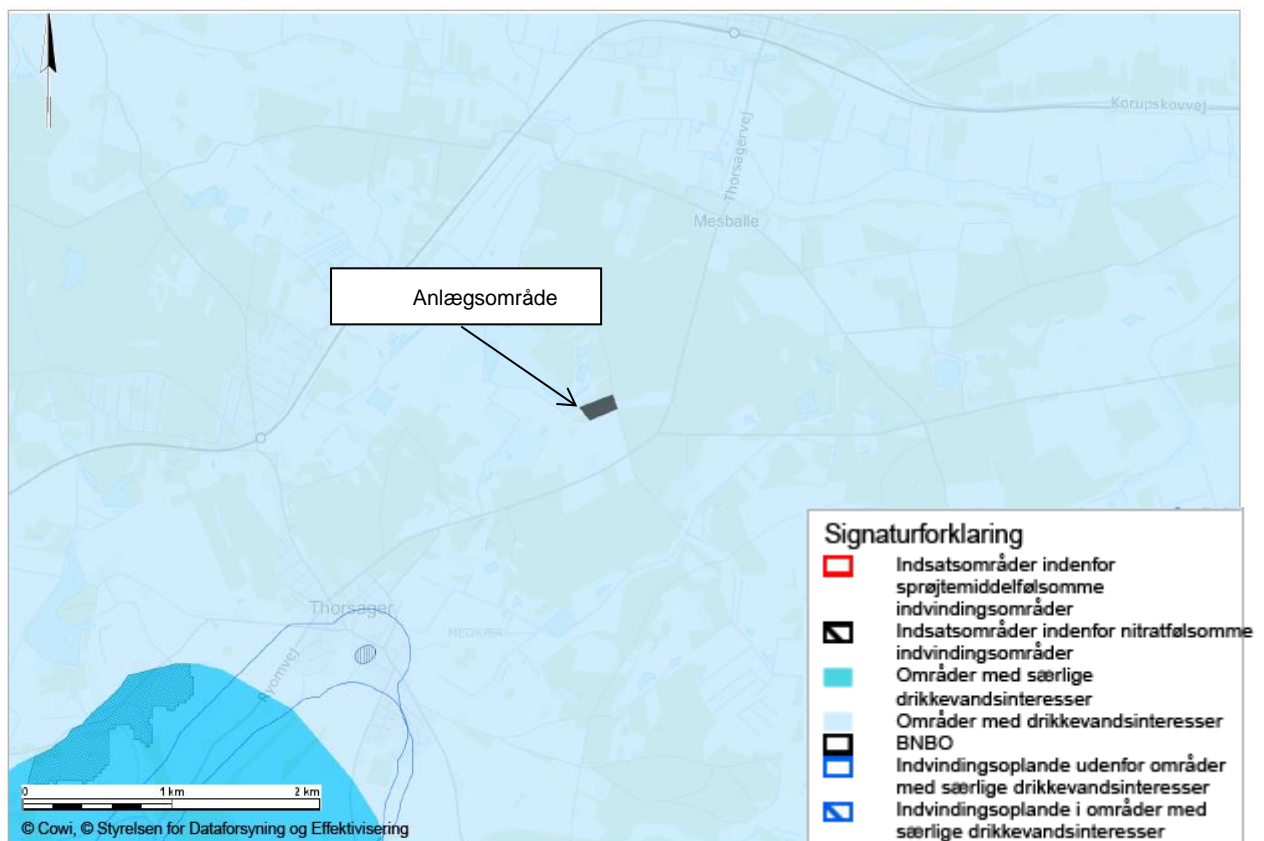 Korupskovvej
Thorsagervej
Mesballe
Anlægsområde
Thorsager
MEDKÆR
Ryomvej
Signaturforklaring
Indsatsområder indenfor
sprøjtemiddelfølsomme
indvindingsområder
Indsatsområder indenfor nitratfølsomme
indvindingsområder
Områder med særlige
drikkevandsinteresser
Områder med drikkevandsinteresser
BNBO
Indvindingsoplande udenfor områder
med særlige drikkevandsinteresser
Indvindingsoplande i områder med
særlige drikkevandsinteresser
0 1 km 2 km
© Cowi, © Styrelsen for Dataforsyning og Effektivisering